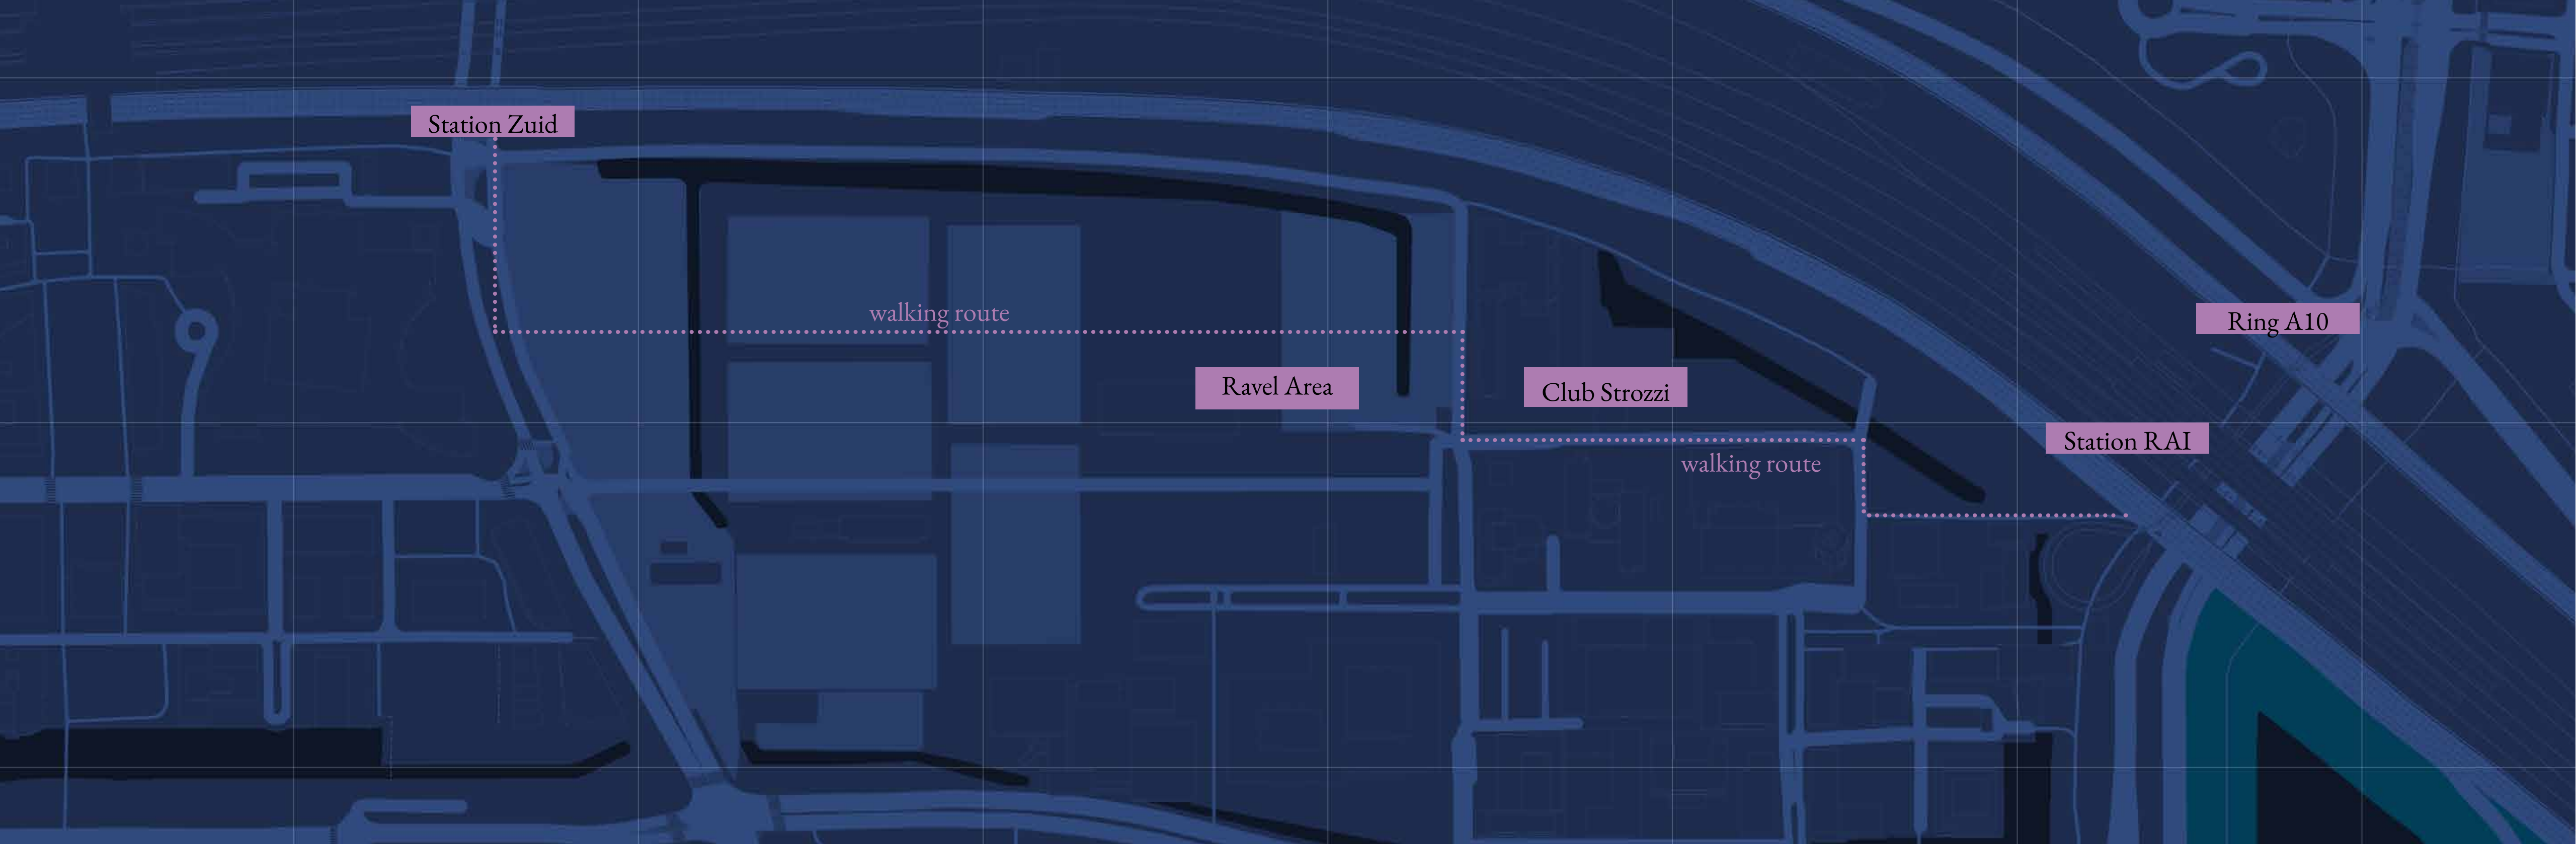 Station Zuid
walking route
Ring A10
Ravel Area
Club Strozzi
Station RAI
walking route